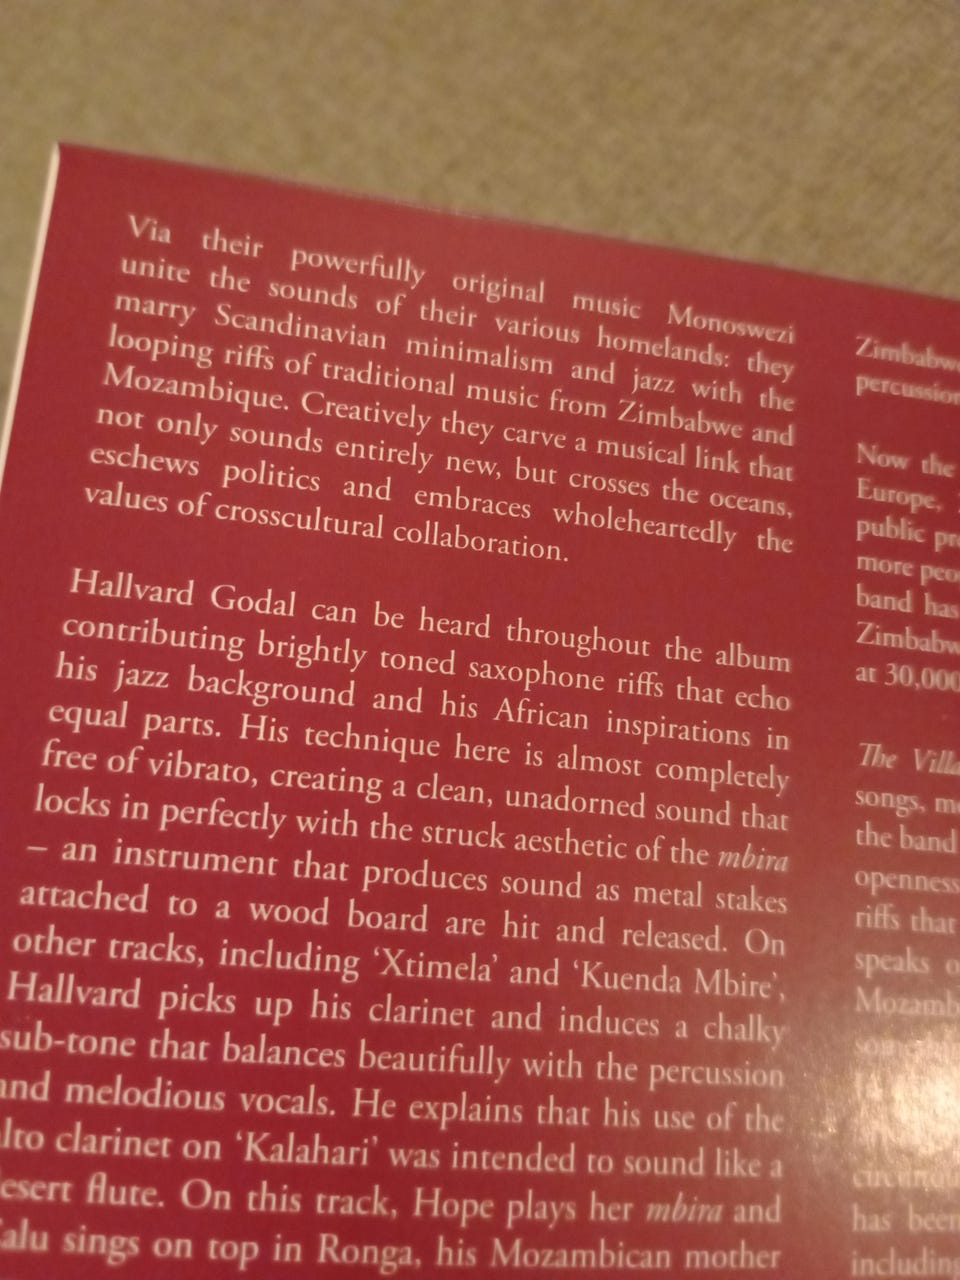 Via their powerfully original music Monoswezi
unite the sounds of their various homelands: they
marry Scandinavian minimalism and jazz with the
looping riffs of traditional music from Zimbabwe and
Mozambique. Creatively they carve a musical link that
not only sounds entirely new, but crosses the oceans,
eschews politics and embraces wholeheartedly the
values of crosscultural collaboration.
Hallvard Godal can be heard throughout the album
contributing brightly toned saxophone riffs that echo
his jazz background and his African inspirations in
equal parts. His technique here is almost completely
free of vibrato, creating a clean, unadorned sound that
locks in perfectly with the struck aesthetic of the mbira
– an instrument that produces sound as metal stakes
attached to a wood board are hit and released. On
other tracks, including ‘Xtimela’ and ‘Kuenda Mbire’,
Hallvard picks up his clarinet and induces a chalky
sub-tone that balances beautifully with the percussion
and melodious vocals. He explains that his use of the
alto clarinet on ‘Kalahari’ was intended to sound like a
desert flute. On this track, Hope plays her mbira and
Calu sings on top in Ronga, his Mozambican mother
Zimbabwe
percussion
Now the
Europe,
public pr
more peo
band has
Zimbabw
at 30,000
The Villa
songs, me
the band
openness
riffs that
speaks o
Mozamb
has been
including